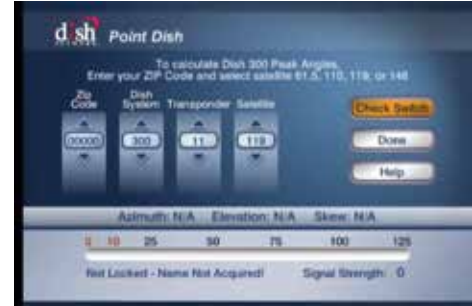 dish
NETWORK
Point Dish
To calculate Dish 300 Peak Angles,
Enter your ZIP Code and select satellite 61.5, 110, 119, or 148
Zip Code
Dish System
Transponder
Satellite
00000
300
11
119
Check Switch
Done
Help
Azimuth: N/A Elevation: N/A Skew: N/A
0 10 25 50 75 100 125
Not Locked - Name Not Acquired! Signal Strength: 0